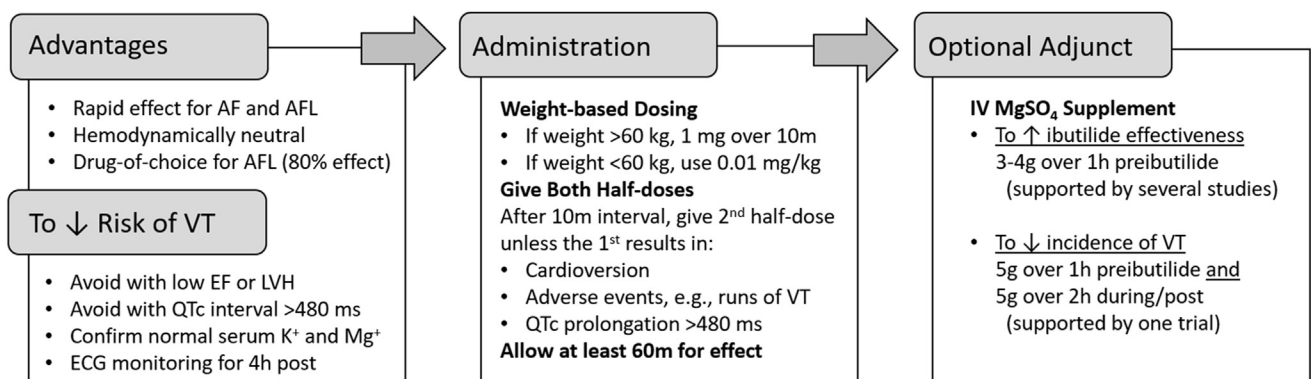 Advantages
• Rapid effect for AF and AFL
• Hemodynamically neutral
• Drug-of-choice for AFL (80% effect)
To ↓ Risk of VT
• Avoid with low EF or LVH
• Avoid with QTc interval >480 ms
• Confirm normal serum K⁺ and Mg⁺
• ECG monitoring for 4h post
Administration
Weight-based Dosing
• If weight >60 kg, 1 mg over 10m
• If weight <60 kg, use 0.01 mg/kg
Give Both Half-doses
After 10m interval, give 2ⁿᵈ half-dose
unless the 1ˢᵗ results in:
• Cardioversion
• Adverse events, e.g., runs of VT
• QTc prolongation >480 ms
Allow at least 60m for effect
Optional Adjunct
IV MgSO₄ Supplement
• To ↑ ibutilide effectiveness
3-4g over 1h preibutilide
(supported by several studies)
• To ↓ incidence of VT
5g over 1h preibutilide and
5g over 2h during/post
(supported by one trial)